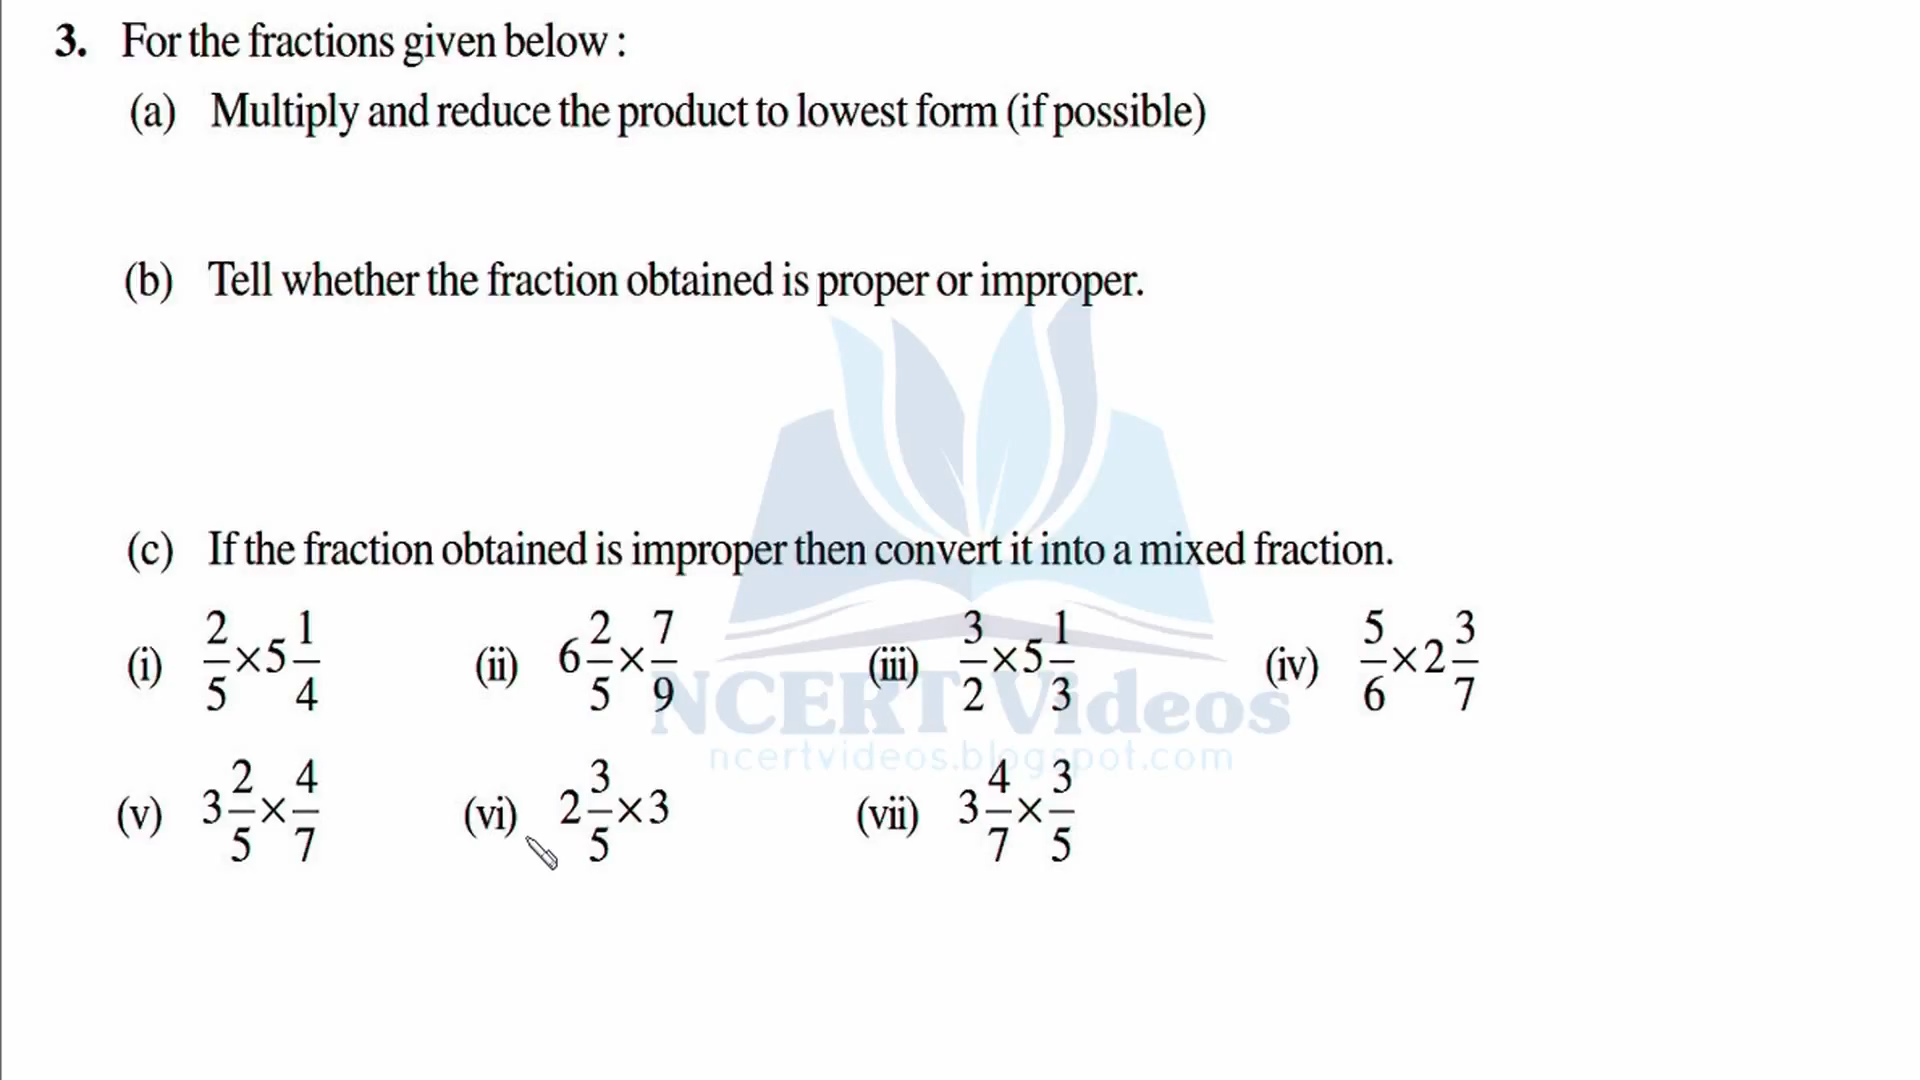 3. For the fractions given below :
(a) Multiply and reduce the product to lowest form (if possible)
(b) Tell whether the fraction obtained is proper or improper.
(c) If the fraction obtained is improper then convert it into a mixed fraction.
(i) 2/5 × 5 1/4 (ii) 6 2/5 × 7/9 (iii) 3/2 × 5 1/3 (iv) 5/6 × 2 3/7
NCERT Videos
ncertvideos.blogspot.com
(v) 3 2/5 × 4/7 (vi) 2 3/5 × 3 (vii) 3 4/7 × 3/5